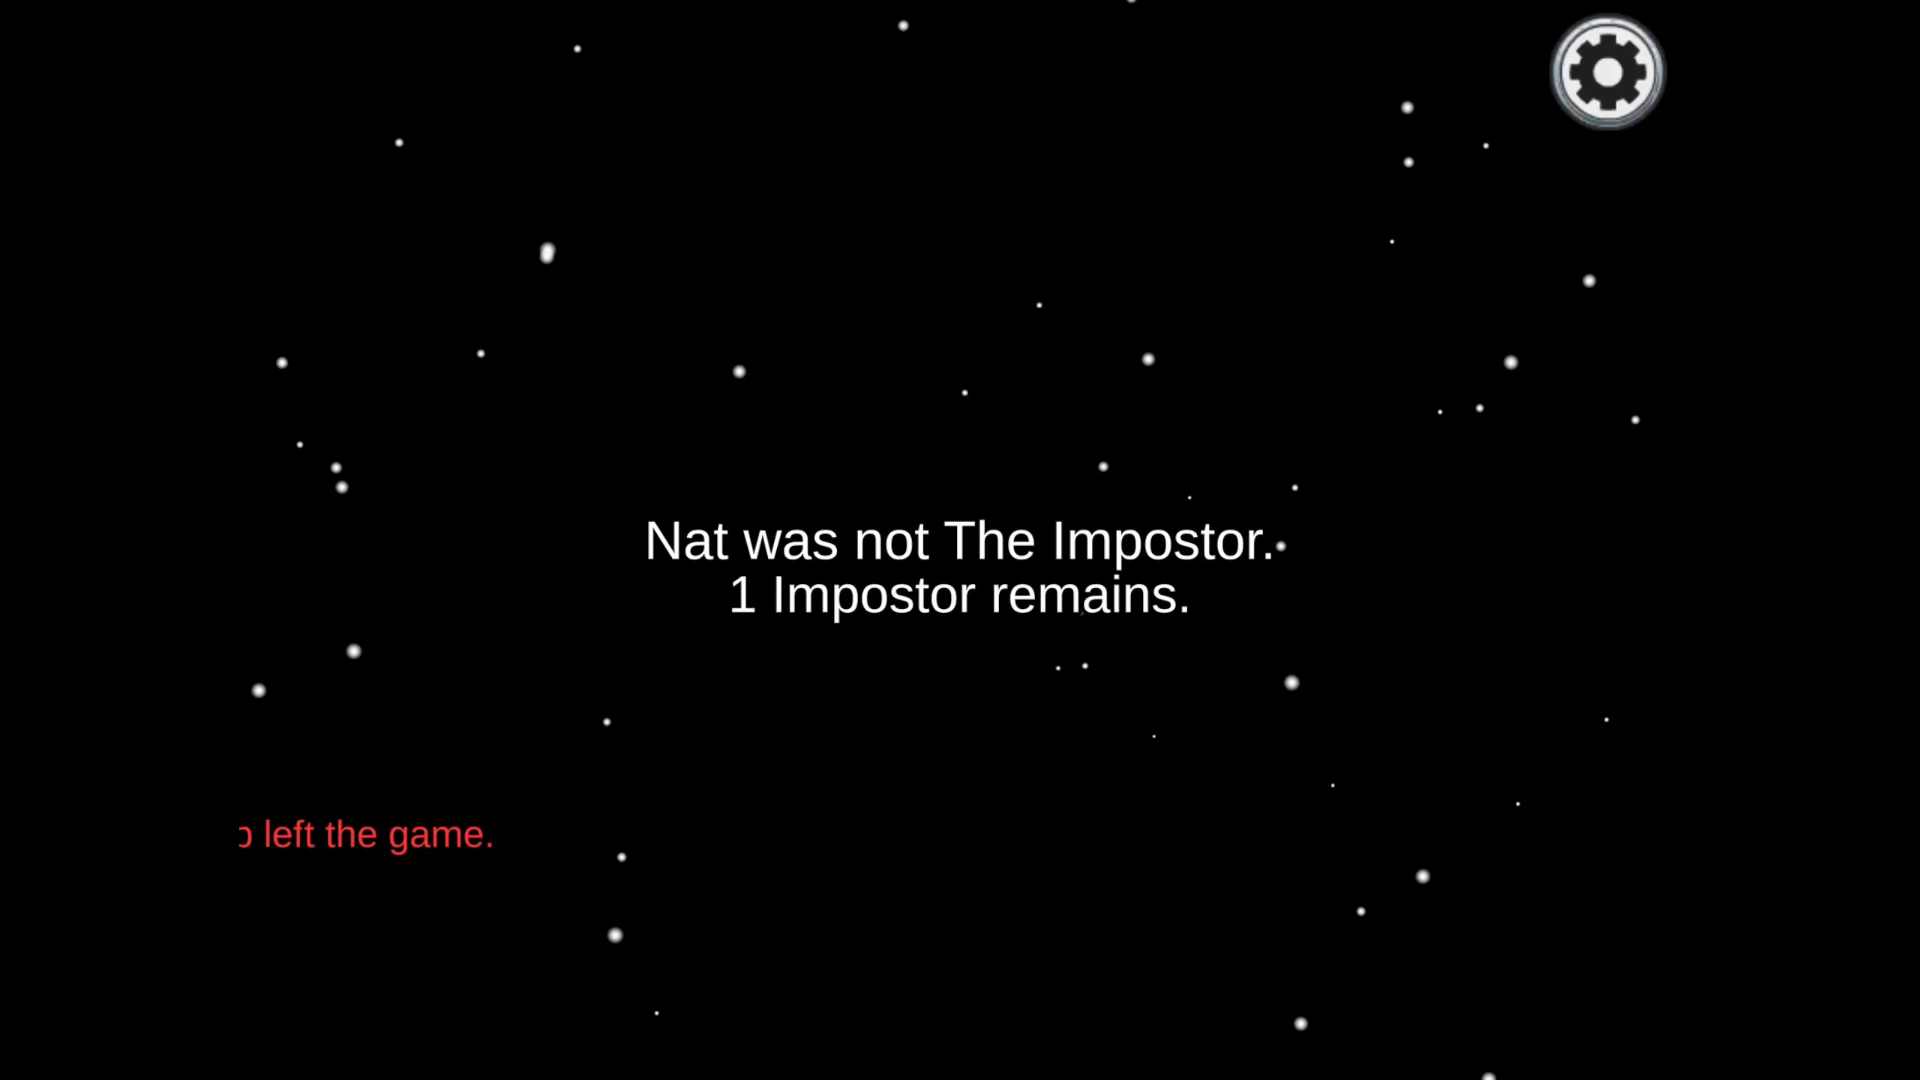 Nat was not The Impostor.
1 Impostor remains.
left the game.